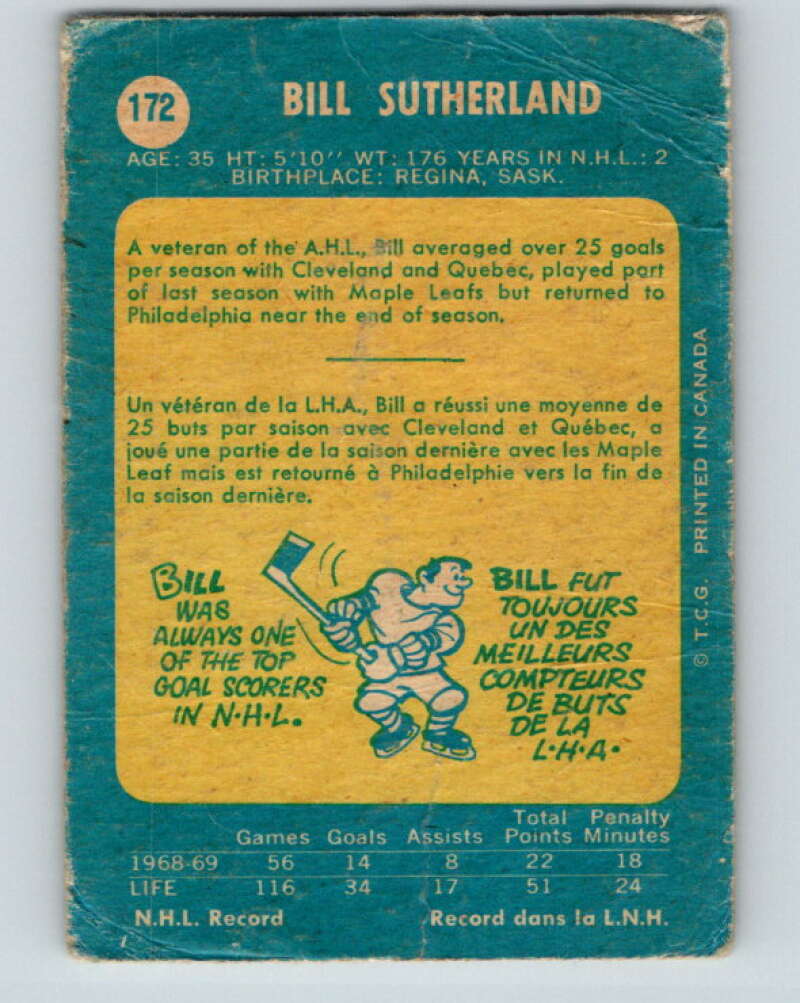 172
BILL SUTHERLAND
AGE: 35 HT: 5'10" WT: 176 YEARS IN N.H.L.: 2
BIRTHPLACE: REGINA, SASK.
A veteran of the A.H.L., Bill averaged over 25 goals
per season with Cleveland and Quebec, played part
of last season with Maple Leafs but returned to
Philadelphia near the end of season.
Un vétéran de la L.H.A., Bill a réussi une moyenne de
25 buts par saison avec Cleveland et Québec, a
joué une partie de la saison dernière avec les Maple
Leaf mais est retourné à Philadelphie vers la fin de
la saison dernière.
BILL
WAS
ALWAYS ONE
OF THE TOP
GOAL SCORERS
IN N.H.L.
BILL FUT
TOUJOURS
UN DES
MEILLEURS
COMPTEURS
DE BUTS
DE LA
L.H.A.
© T.C.G. PRINTED IN CANADA
Total Penalty
Games Goals Assists Points Minutes
1968-69 56 14 8 22 18
LIFE 116 34 17 51 24
N.H.L. Record Record dans la L.N.H.